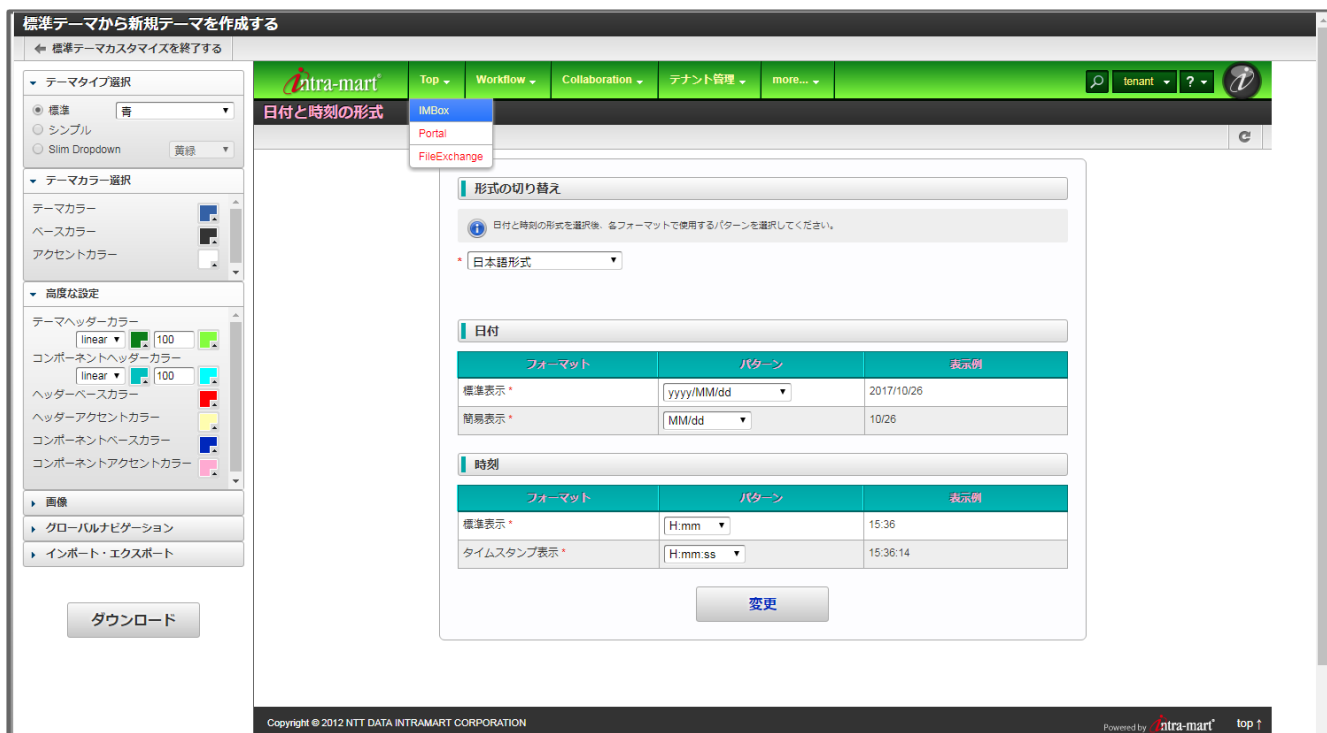 標準テーマから新規テーマを作成する
標準テーマカスタマイズを終了する
テーマタイプ選択
標準 青
シンプル
Slim Dropdown 黄緑
テーマカラー選択
テーマカラー
ベースカラー
アクセントカラー
高度な設定
テーマヘッダーカラー
linear 100
コンポーネントヘッダーカラー
linear 100
ヘッダーベースカラー
ヘッダーアクセントカラー
コンポーネントベースカラー
コンポーネントアクセントカラー
画像
グローバルナビゲーション
インポート・エクスポート
ダウンロード
intra-mart Top Workflow Collaboration テナント管理 more... tenant ?
日付と時刻の形式
IMBox
Portal
FileExchange
形式の切り替え
日付と時刻の形式を選択後、各フォーマットで使用するパターンを選択してください。
* 日本語形式
日付
フォーマット パターン 表示例
標準表示 * yyyy/MM/dd 2017/10/26
簡易表示 * MM/dd 10/26
時刻
フォーマット パターン 表示例
標準表示 * H:mm 15:36
タイムスタンプ表示 * H:mm:ss 15:36:14
変更
Copyright © 2012 NTT DATA INTRAMART CORPORATION
Powered by intra-mart top ↑